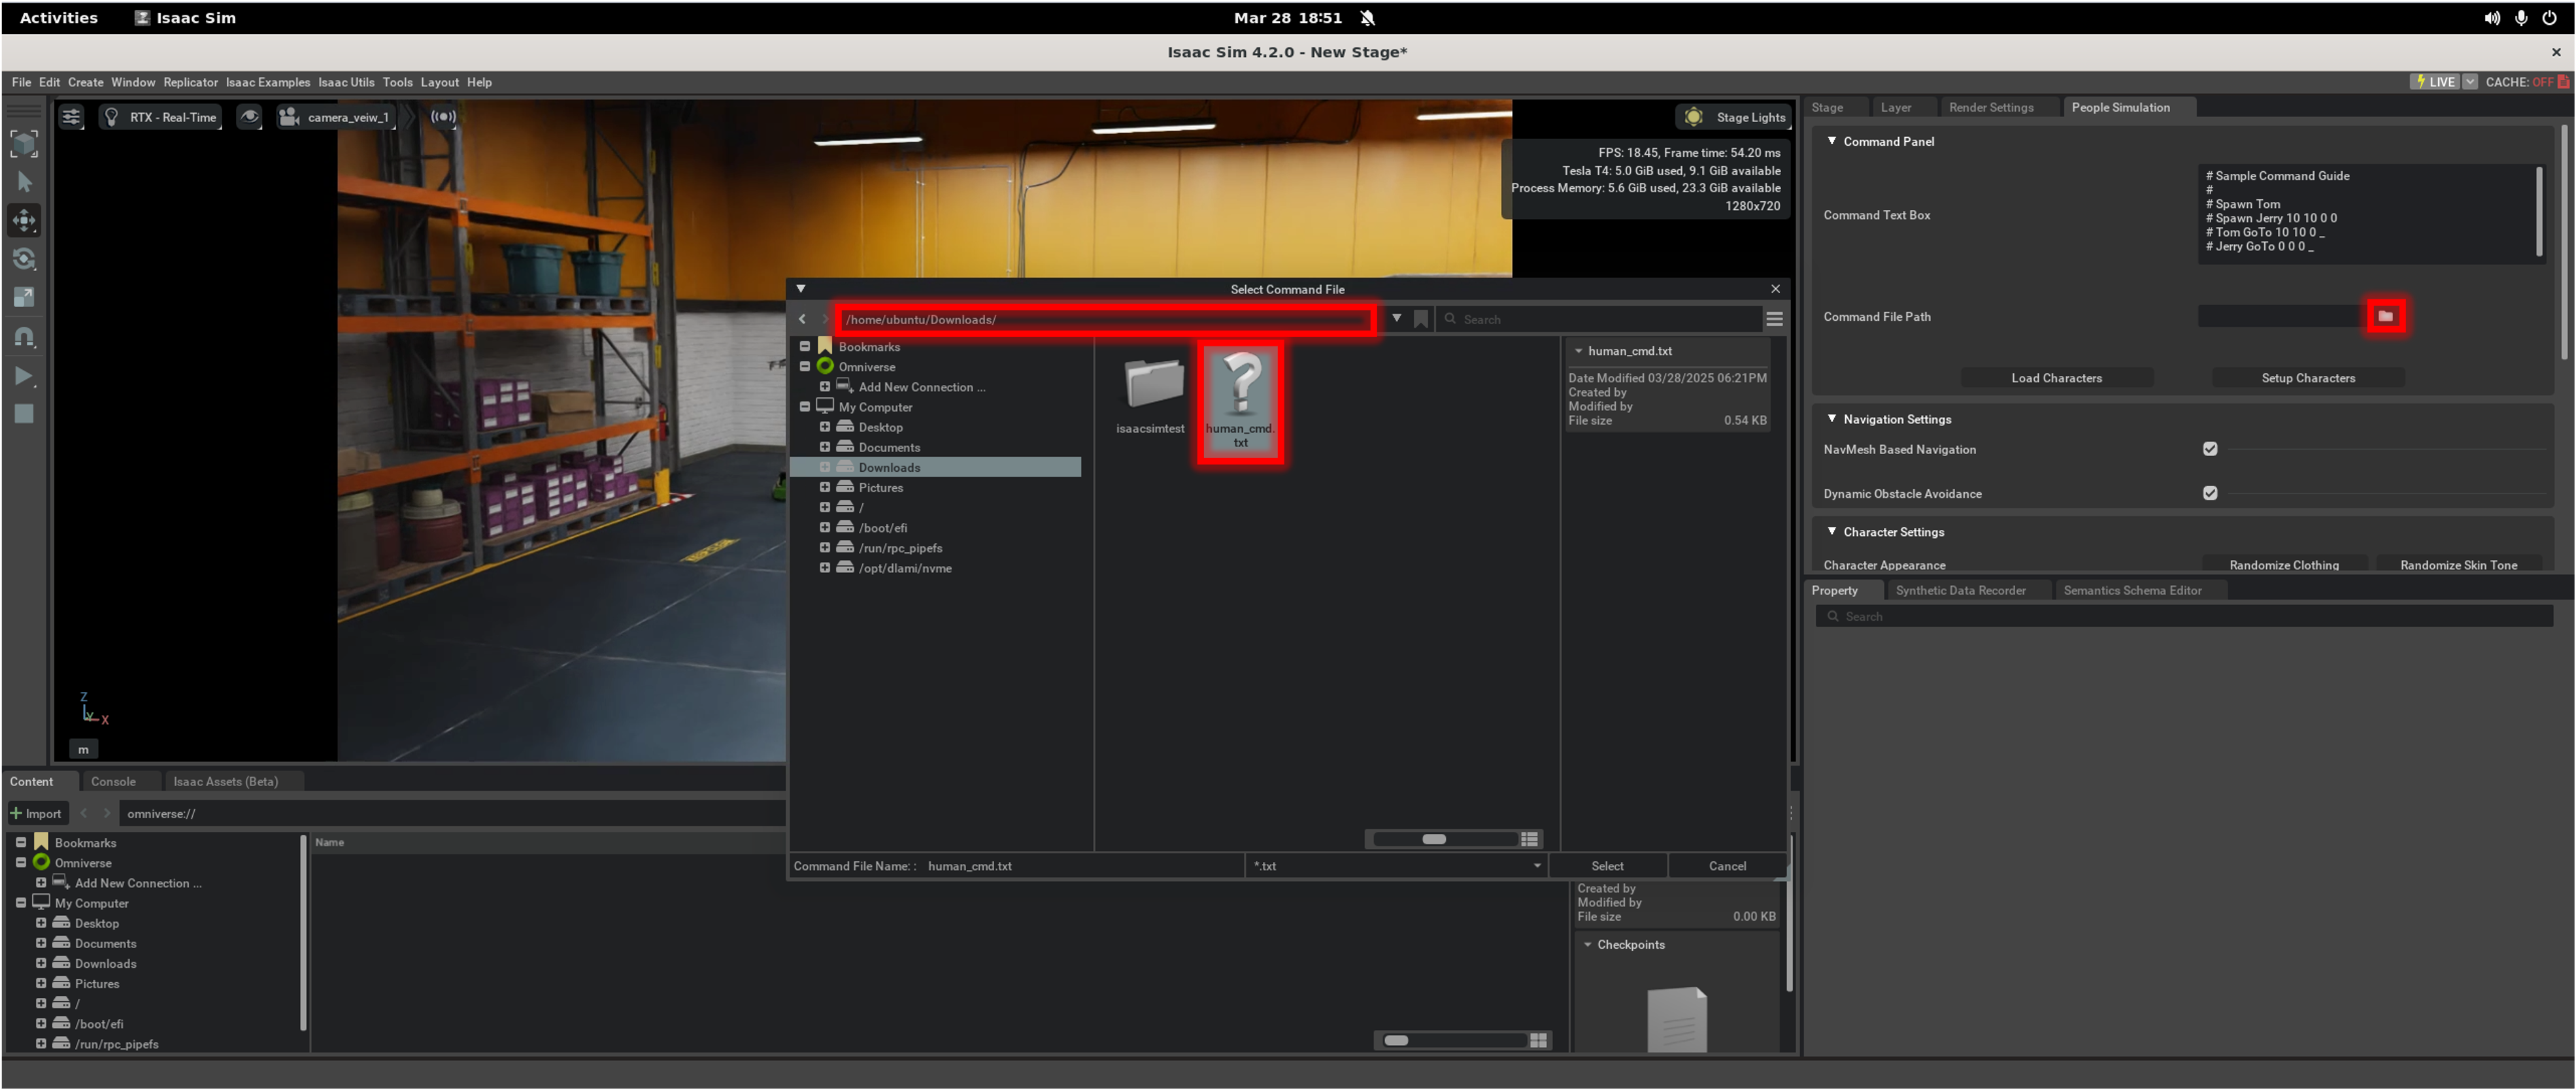 Activities Isaac Sim Mar 28 18:51
Isaac Sim 4.2.0 - New Stage*
File Edit Create Window Replicator Isaac Examples Isaac Utils Tools Layout Help LIVE CACHE: OFF
RTX - Real-Time camera_veiw_1 Stage Lights
FPS: 18.45, Frame time: 54.20 ms
Tesla T4: 5.0 GiB used, 9.1 GiB available
Process Memory: 5.6 GiB used, 23.3 GiB available
1280x720
Z
Y
X
m
Select Command File
/home/ubuntu/Downloads/ Search
Bookmarks
Omniverse
Add New Connection ...
My Computer
Desktop
Documents
Downloads
Pictures
/
/boot/efi
/run/rpc_pipefs
/opt/dlami/nvme
isaacsimtest
human_cmd.
txt
human_cmd.txt
Date Modified 03/28/2025 06:21PM
Created by
Modified by
File size 0.54 KB
Command File Name: : human_cmd.txt *.txt Select Cancel
Stage Layer Render Settings People Simulation
Command Panel
Command Text Box
# Sample Command Guide
#
# Spawn Tom
# Spawn Jerry 10 10 0 0
# Tom GoTo 10 10 0 _
# Jerry GoTo 0 0 0 _
Command File Path
Load Characters Setup Characters
Navigation Settings
NavMesh Based Navigation
Dynamic Obstacle Avoidance
Character Settings
Character Appearance Randomize Clothing Randomize Skin Tone
Property Synthetic Data Recorder Semantics Schema Editor
Search
Content Console Isaac Assets (Beta)
Import omniverse://
Bookmarks
Omniverse
Add New Connection ...
My Computer
Desktop
Documents
Downloads
Pictures
/
/boot/efi
/run/rpc_pipefs
Name
Created by
Modified by
File size 0.00 KB
Checkpoints